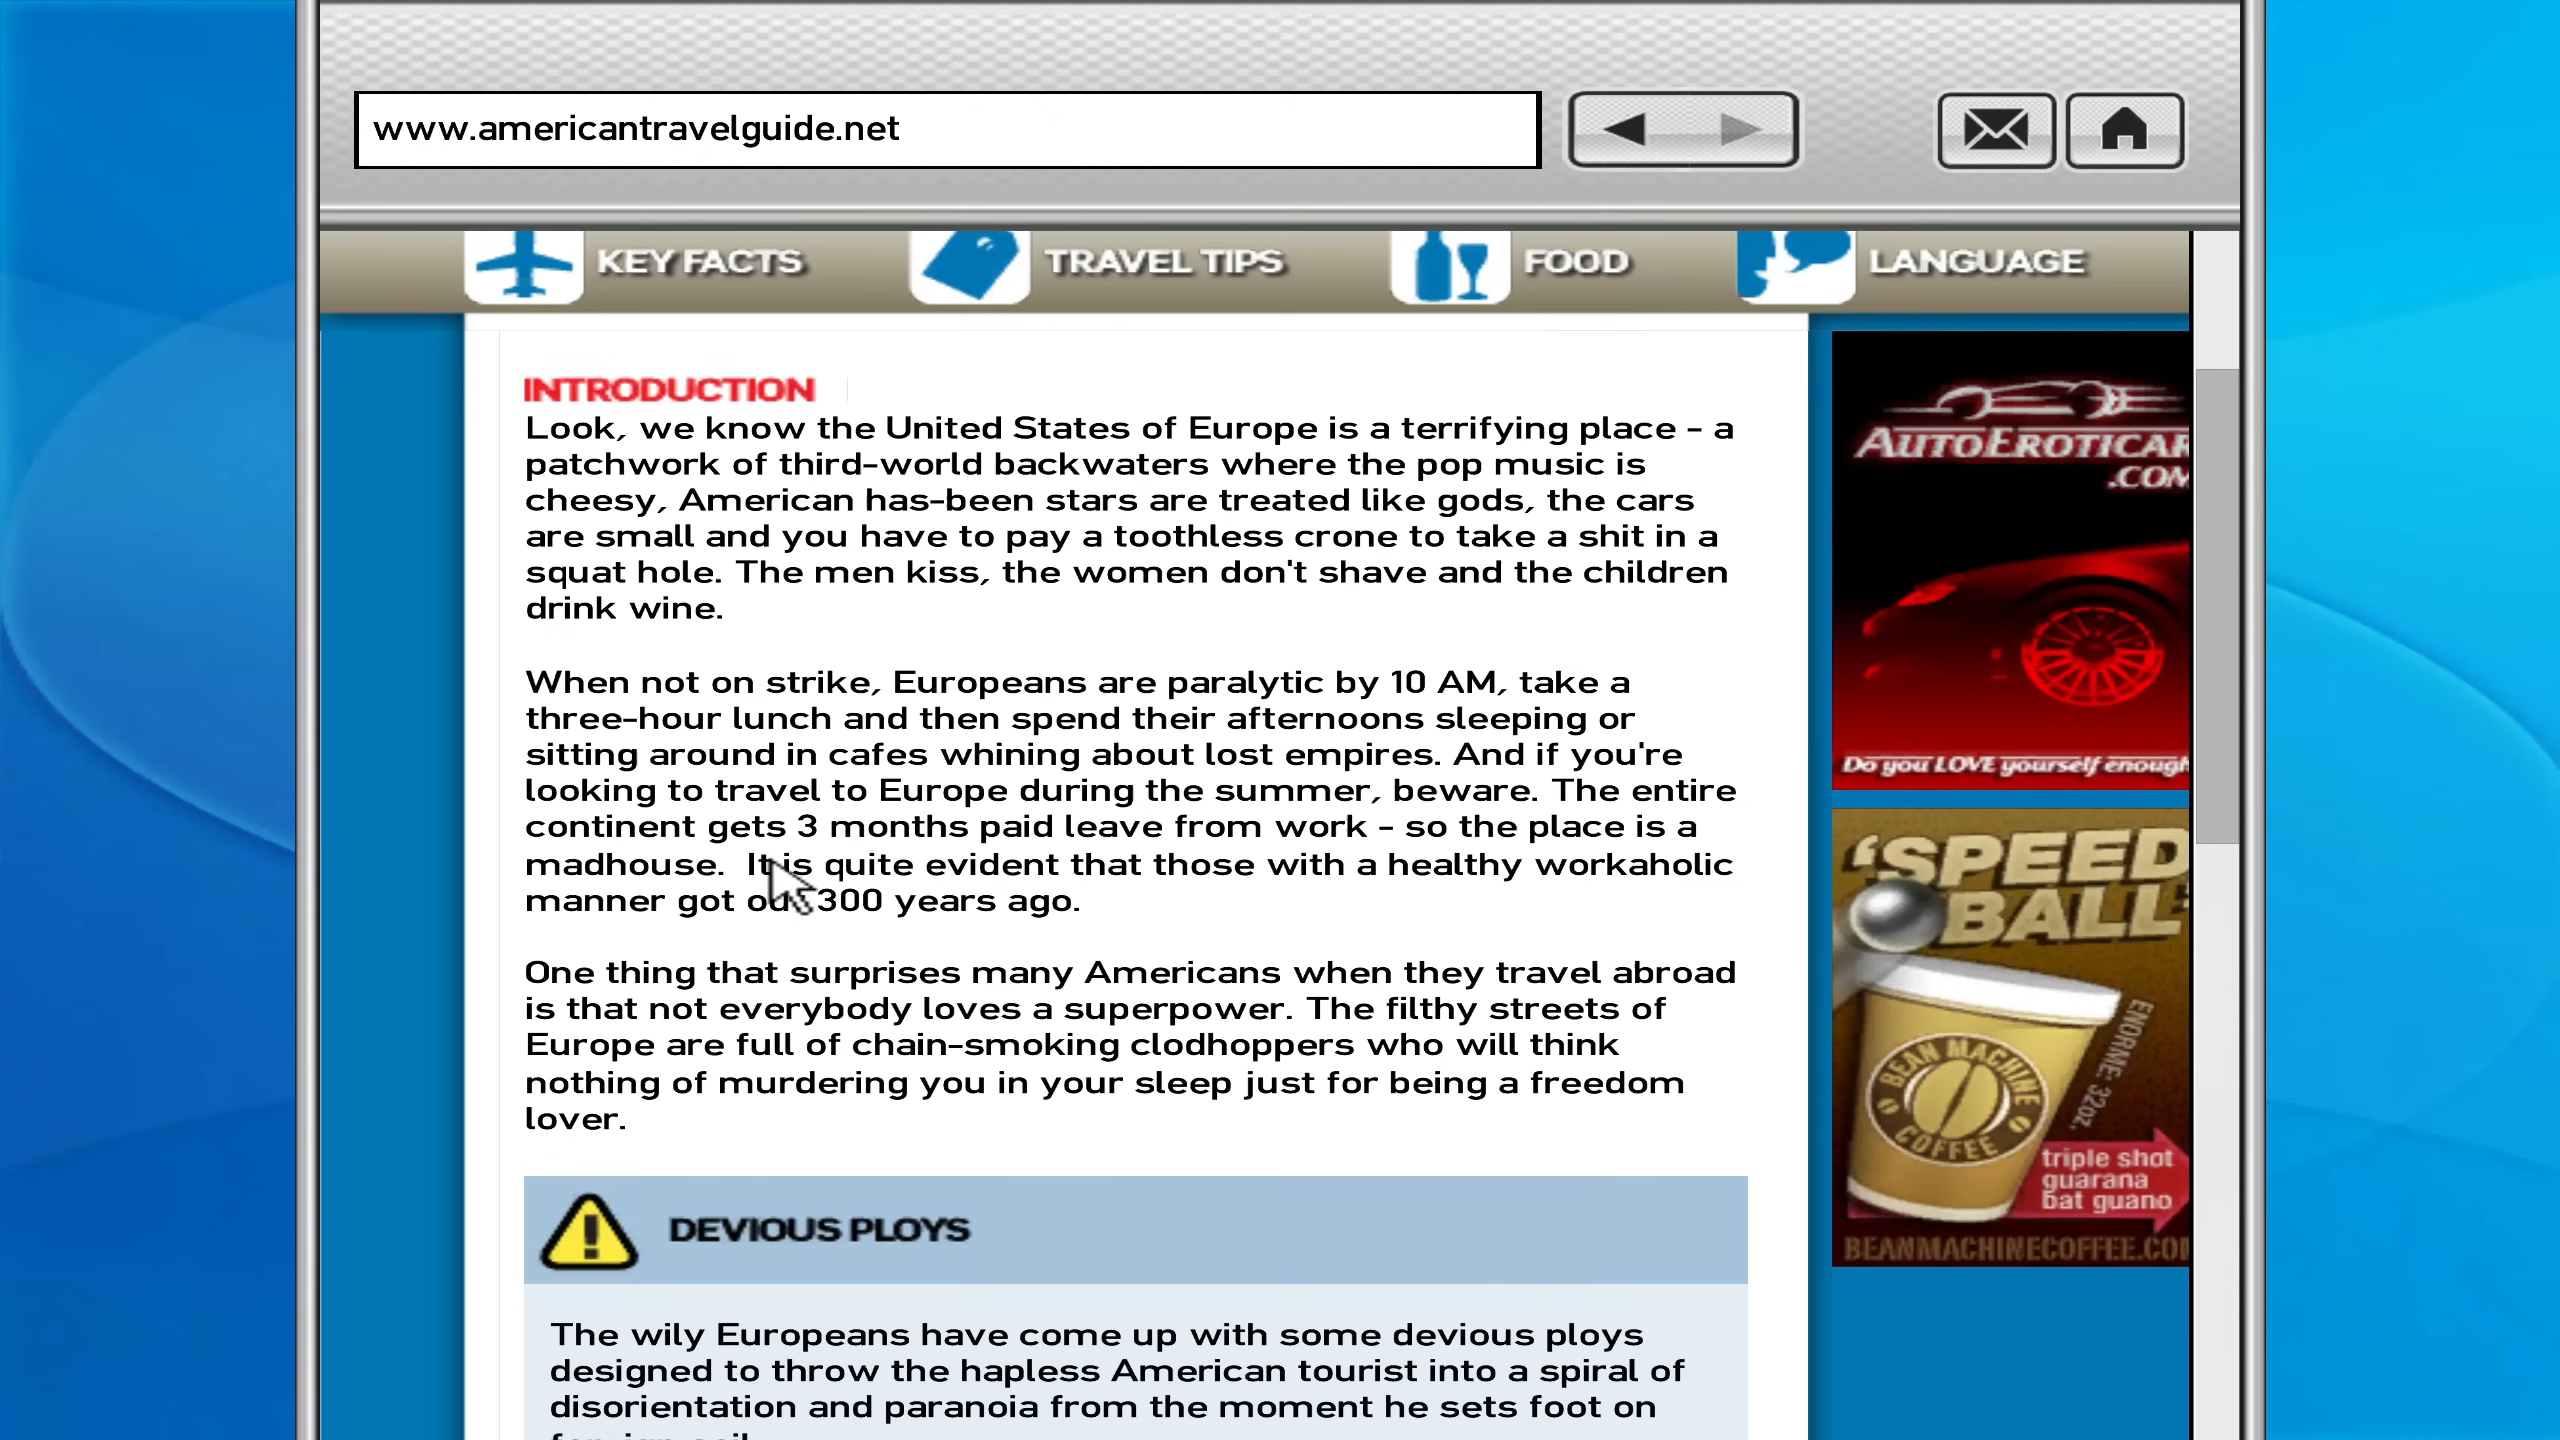 www.americantravelguide.net
KEY FACTS
TRAVEL TIPS
FOOD
LANGUAGE
INTRODUCTION
Look, we know the United States of Europe is a terrifying place - a
patchwork of third-world backwaters where the pop music is
cheesy, American has-been stars are treated like gods, the cars
are small and you have to pay a toothless crone to take a shit in a
squat hole. The men kiss, the women don't shave and the children
drink wine.
When not on strike, Europeans are paralytic by 10 AM, take a
three-hour lunch and then spend their afternoons sleeping or
sitting around in cafes whining about lost empires. And if you're
looking to travel to Europe during the summer, beware. The entire
continent gets 3 months paid leave from work - so the place is a
madhouse. It is quite evident that those with a healthy workaholic
manner got out 300 years ago.
One thing that surprises many Americans when they travel abroad
is that not everybody loves a superpower. The filthy streets of
Europe are full of chain-smoking clodhoppers who will think
nothing of murdering you in your sleep just for being a freedom
lover.
DEVIOUS PLOYS
The wily Europeans have come up with some devious ploys
designed to throw the hapless American tourist into a spiral of
disorientation and paranoia from the moment he sets foot on
AUTOEROTICAR
.COM
Do you LOVE yourself enough
'SPEED
BALL'
ENORME: 32oz.
BEAN MACHINE
COFFEE
triple shot
guarana
bat guano
BEANMACHINECOFFEE.CO